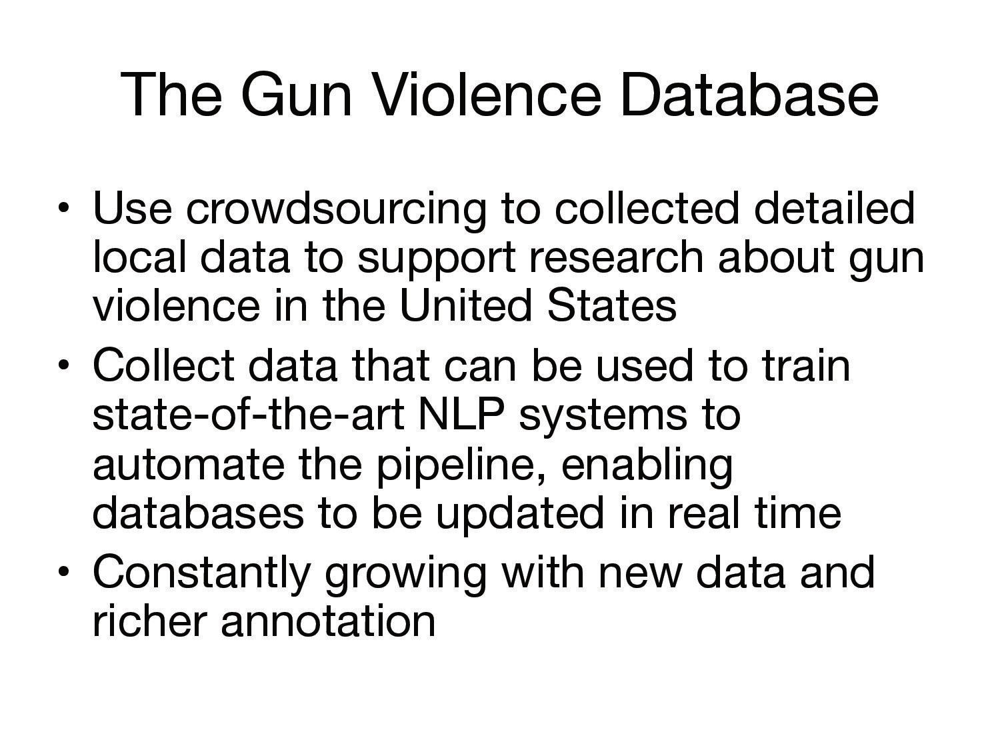 The Gun Violence Database
• Use crowdsourcing to collected detailed
local data to support research about gun
violence in the United States
• Collect data that can be used to train
state-of-the-art NLP systems to
automate the pipeline, enabling
databases to be updated in real time
• Constantly growing with new data and
richer annotation